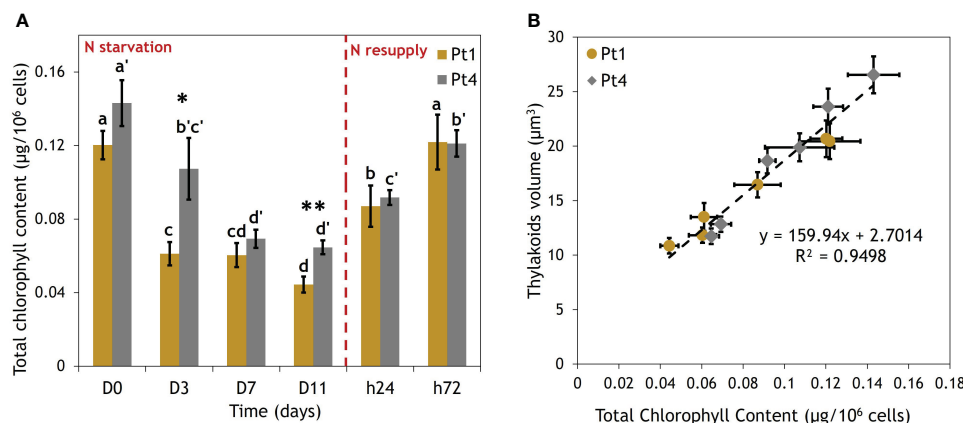 A
N starvation
N resupply
Pt1
Pt4
Total chlorophyll content (µg/10⁶ cells)
0.16
0.12
0.08
0.04
0
a
a'
c
*
b'c'
cd
d'
d
**
d'
b
c'
a
b'
D0 D3 D7 D11 h24 h72
Time (days)
B
Pt1
Pt4
Thylakoids volume (µm³)
30
25
20
15
10
5
0
y = 159.94x + 2.7014
R² = 0.9498
0 0.02 0.04 0.06 0.08 0.1 0.12 0.14 0.16 0.18
Total Chlorophyll Content (µg/10⁶ cells)